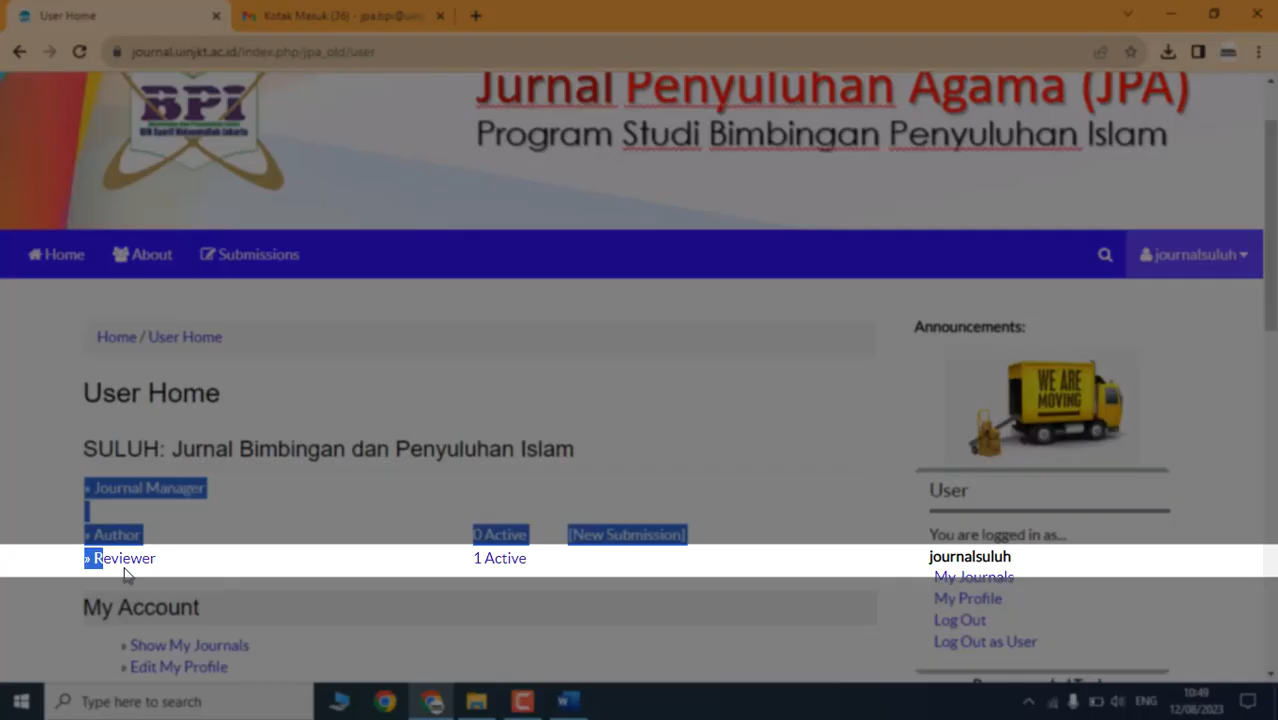 User Home
Kotak Masuk (36) - jpa.bpi@uin
journal.uinjkt.ac.id/index.php/jpa_old/user
BPI
UIN Syarif Hidayatullah Jakarta
Jurnal Penyuluhan Agama (JPA)
Program Studi Bimbingan Penyuluhan Islam
Home
About
Submissions
journalsuluh
Home / User Home
Announcements:
WE ARE MOVING
User Home
SULUH: Jurnal Bimbingan dan Penyuluhan Islam
» Journal Manager
» Author 0 Active [New Submission]
» Reviewer 1 Active
User
You are logged in as...
journalsuluh
My Journals
My Profile
Log Out
Log Out as User
My Account
» Show My Journals
» Edit My Profile
Type here to search
ENG
10:49
12/08/2023